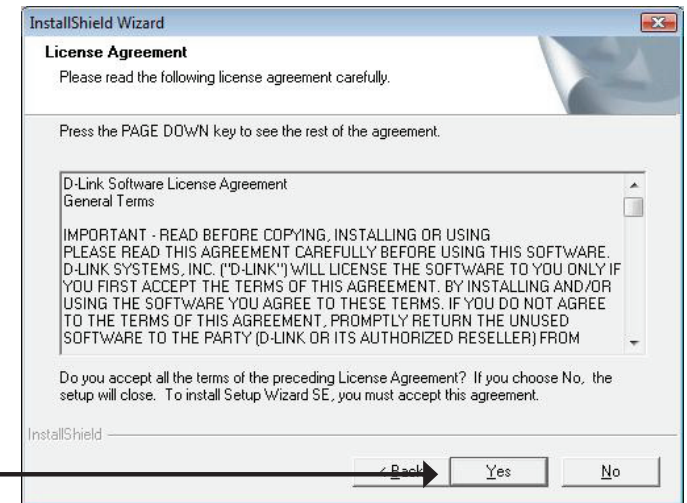 InstallShield Wizard
License Agreement
Please read the following license agreement carefully.
Press the PAGE DOWN key to see the rest of the agreement.
D-Link Software License Agreement
General Terms
IMPORTANT - READ BEFORE COPYING, INSTALLING OR USING
PLEASE READ THIS AGREEMENT CAREFULLY BEFORE USING THIS SOFTWARE.
D-LINK SYSTEMS, INC. ("D-LINK") WILL LICENSE THE SOFTWARE TO YOU ONLY IF
YOU FIRST ACCEPT THE TERMS OF THIS AGREEMENT. BY INSTALLING AND/OR
USING THE SOFTWARE YOU AGREE TO THESE TERMS. IF YOU DO NOT AGREE
TO THE TERMS OF THIS AGREEMENT, PROMPTLY RETURN THE UNUSED
SOFTWARE TO THE PARTY (D-LINK OR ITS AUTHORIZED RESELLER) FROM
Do you accept all the terms of the preceding License Agreement? If you choose No, the
setup will close. To install Setup Wizard SE, you must accept this agreement.
InstallShield
< Back Yes No